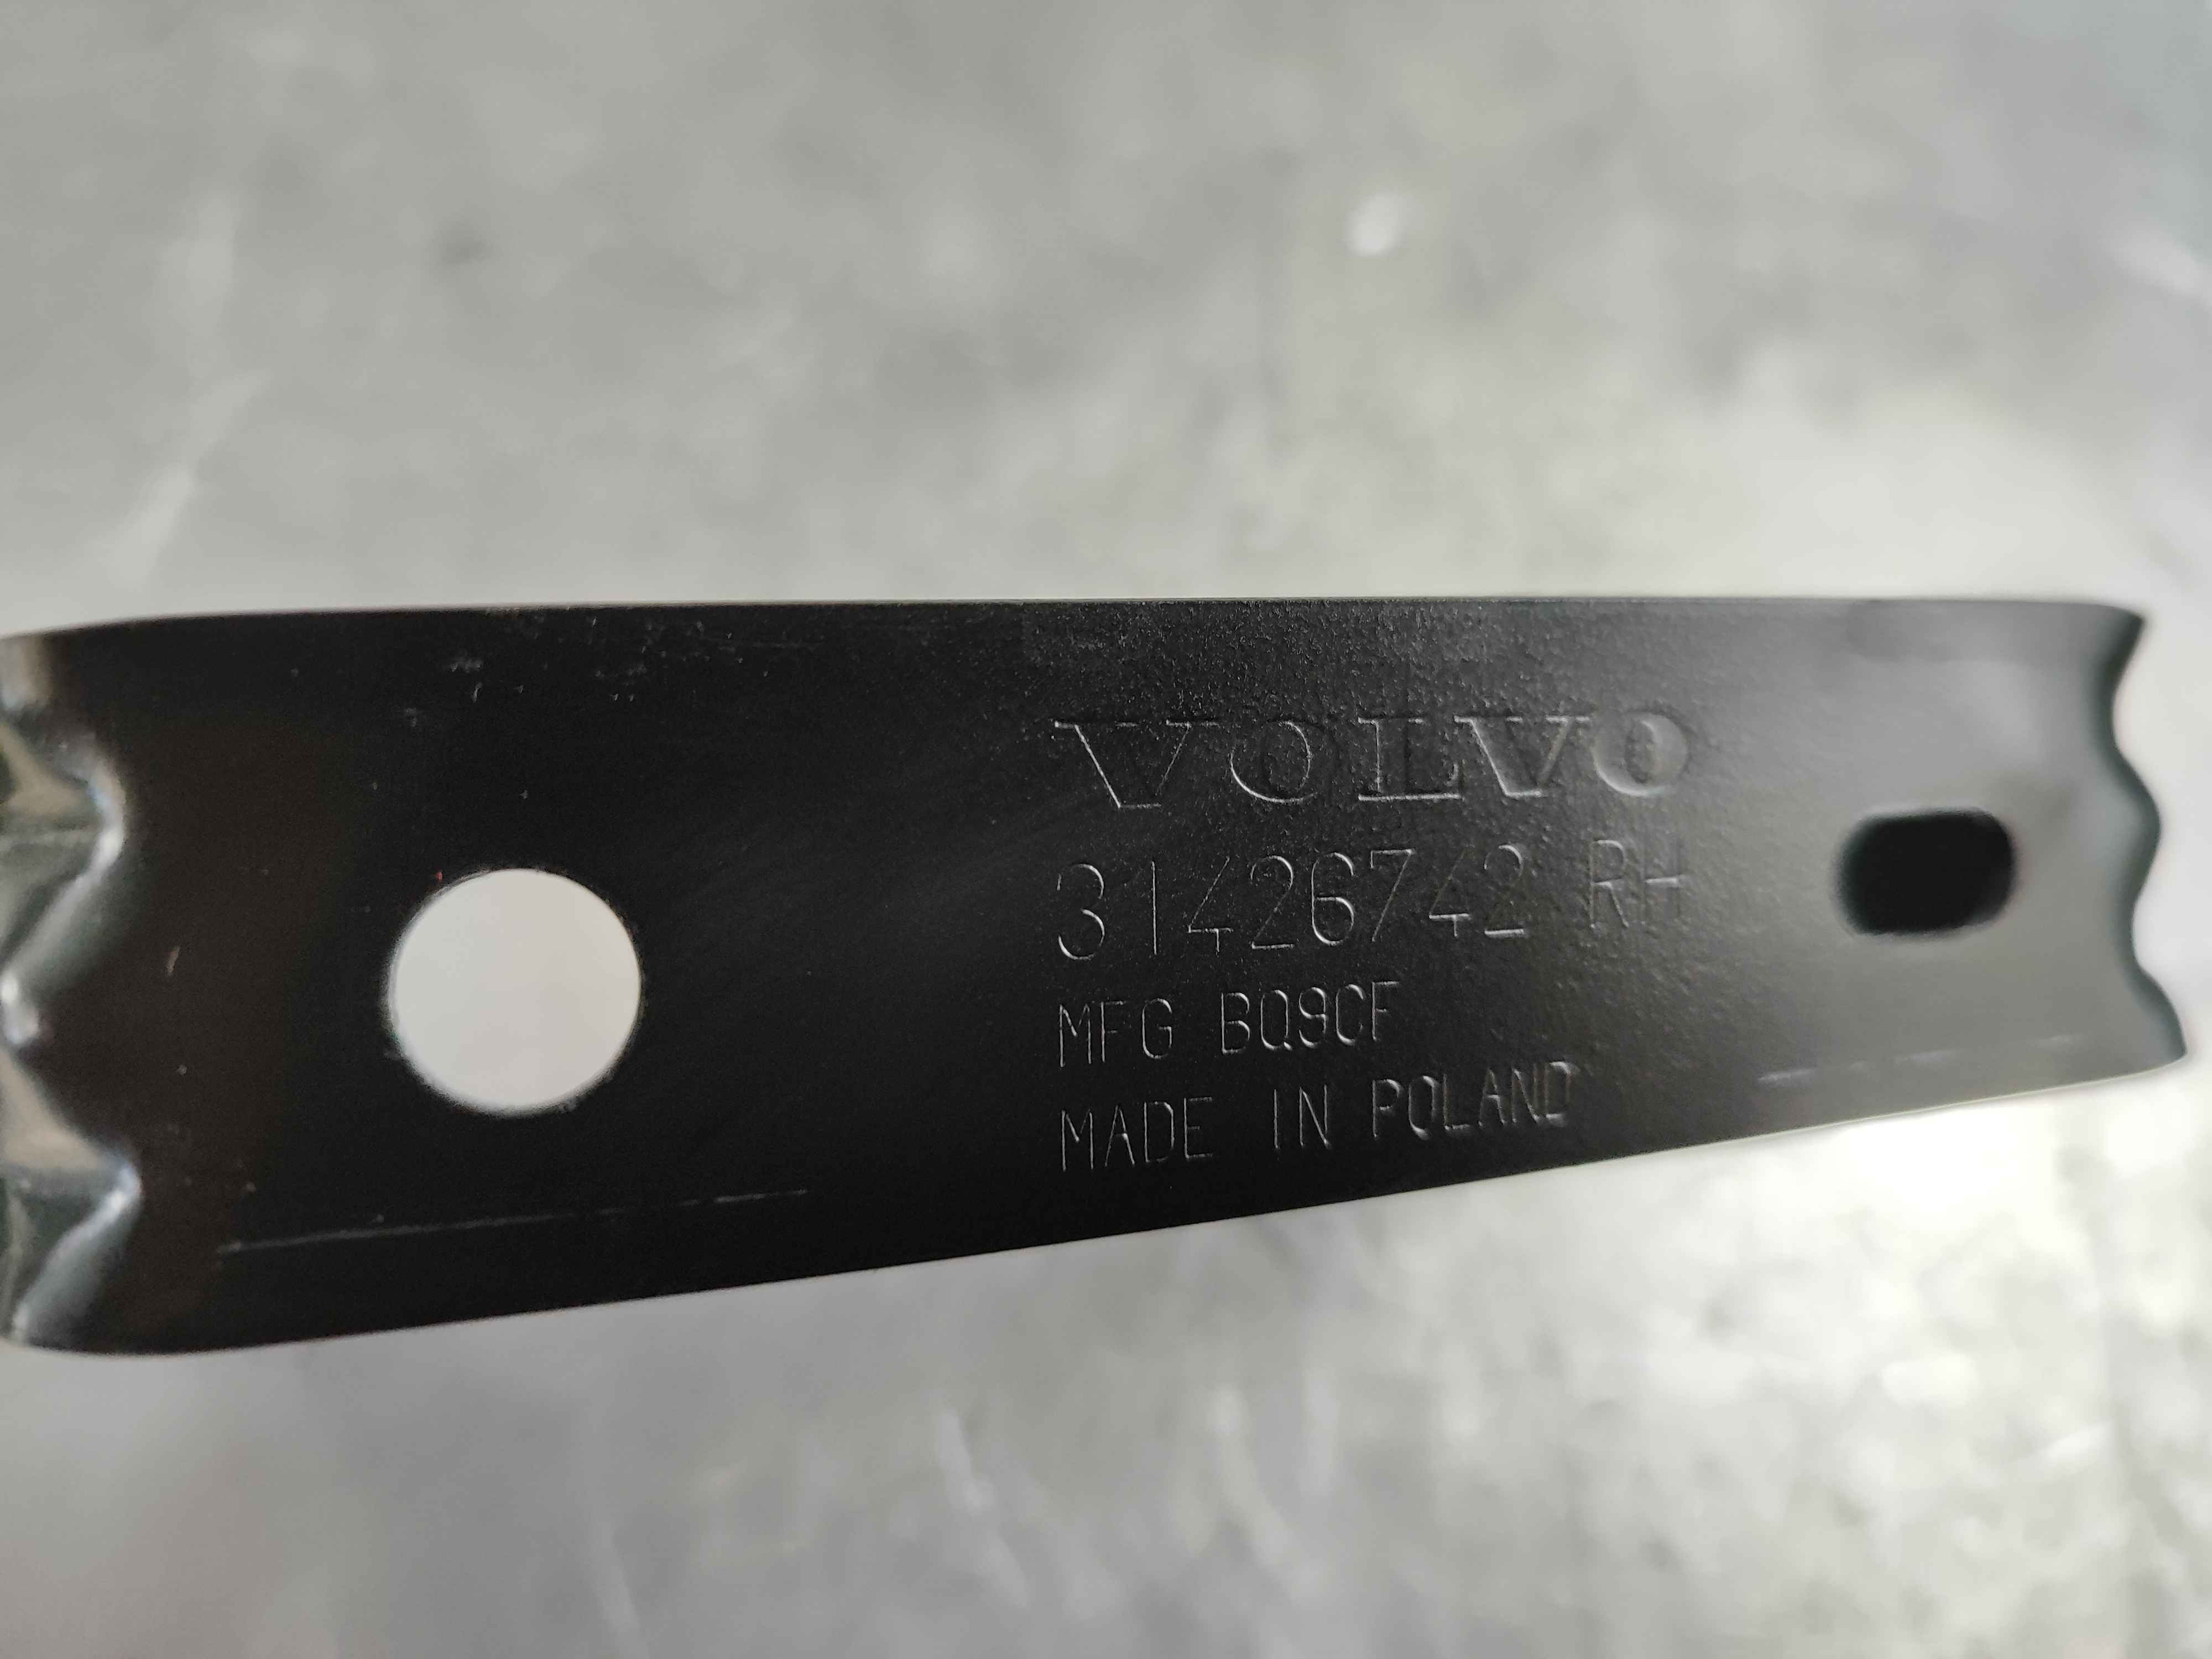 VOLVO
31426742 RH
MFG BQ9CF
MADE IN POLAND